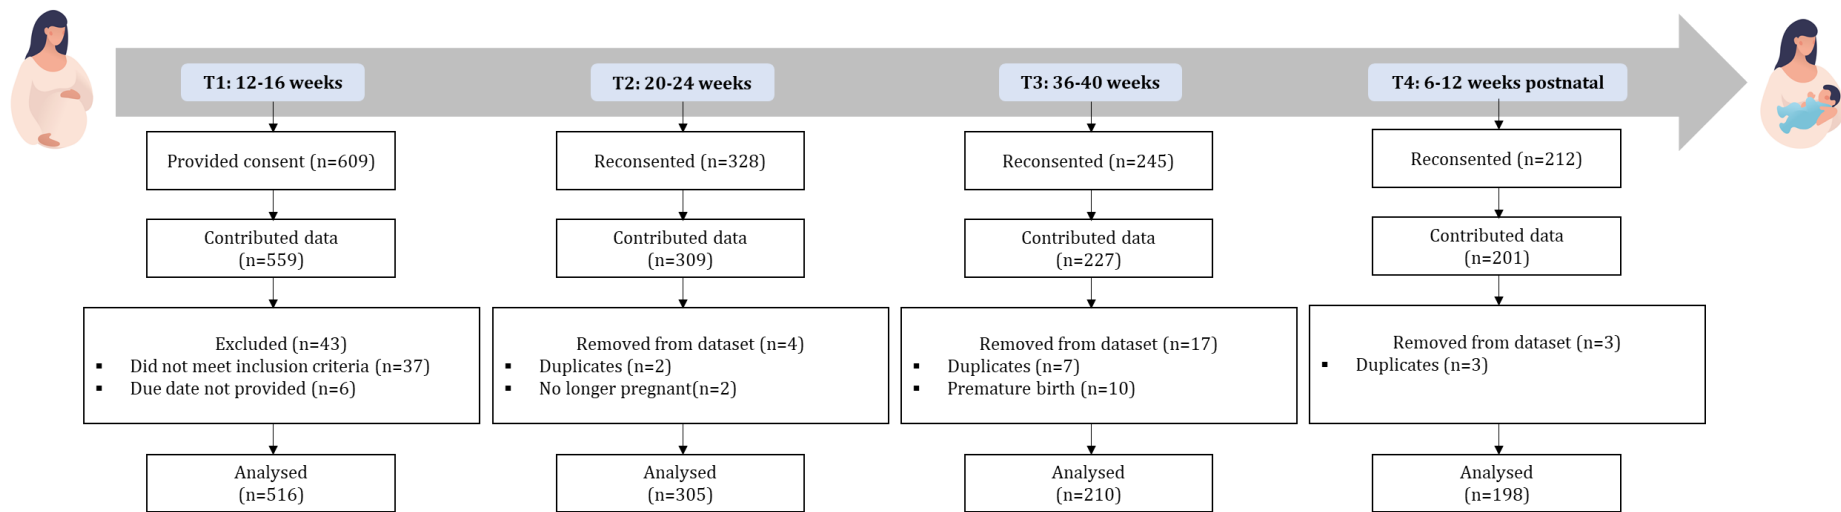 T1: 12-16 weeks
T2: 20-24 weeks
T3: 36-40 weeks
T4: 6-12 weeks postnatal
Provided consent (n=609)
Reconsented (n=328)
Reconsented (n=245)
Reconsented (n=212)
Contributed data
(n=559)
Contributed data
(n=309)
Contributed data
(n=227)
Contributed data
(n=201)
Excluded (n=43)
▪ Did not meet inclusion criteria (n=37)
▪ Due date not provided (n=6)
Removed from dataset (n=4)
▪ Duplicates (n=2)
▪ No longer pregnant(n=2)
Removed from dataset (n=17)
▪ Duplicates (n=7)
▪ Premature birth (n=10)
Removed from dataset (n=3)
▪ Duplicates (n=3)
Analysed
(n=516)
Analysed
(n=305)
Analysed
(n=210)
Analysed
(n=198)